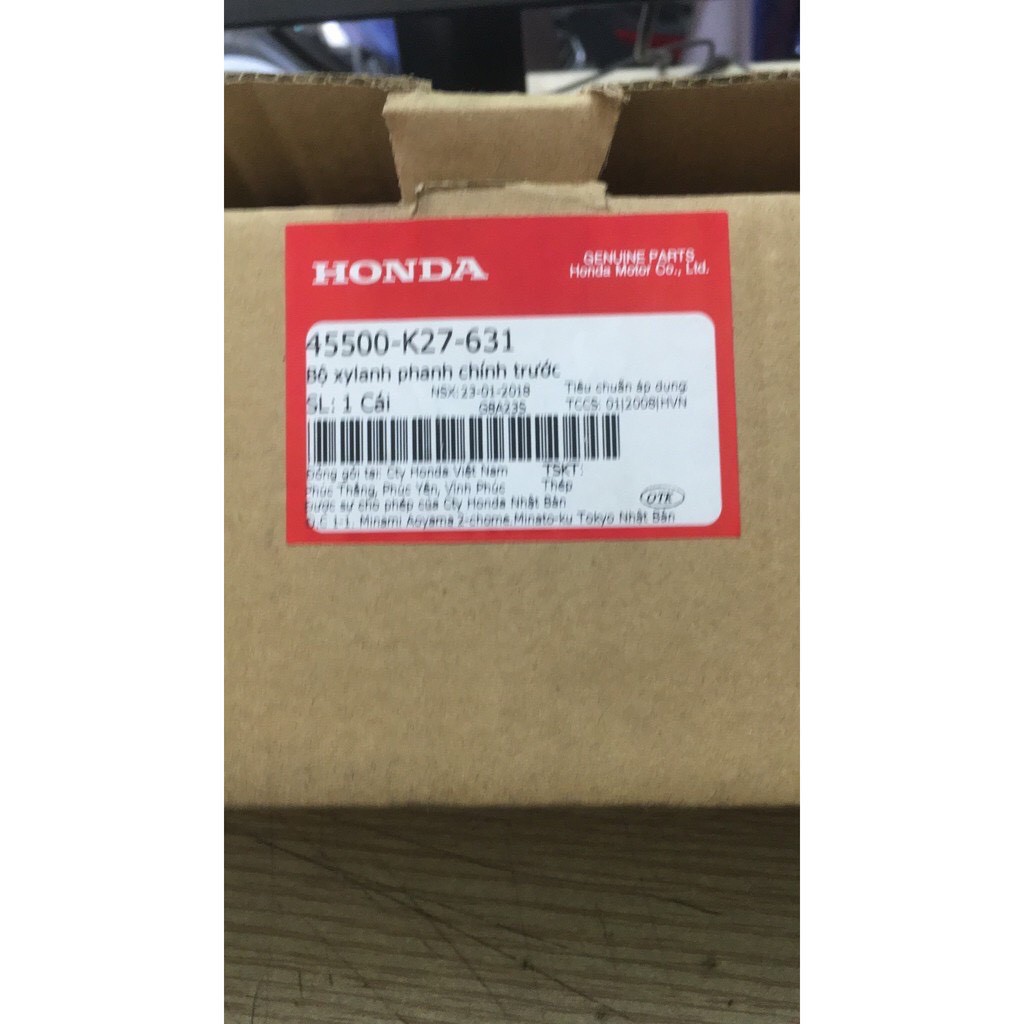 HONDA
GENUINE PARTS
Honda Motor Co., Ltd.
45500-K27-631
Bộ xylanh phanh chính trước
SL: 1 Cái
NSX: 23-01-2018
G8A23S
Tiêu chuẩn áp dụng:
TCCS: 01|2008|HVN
Đóng gói tại: Cty Honda Việt Nam
TSKT:
Phúc Thắng, Phúc Yên, Vĩnh Phúc
Thép
Được sự cho phép của Cty Honda Nhật Bản
1-1, Minami Aoyama 2-chome, Minato-ku Tokyo Nhật Bản